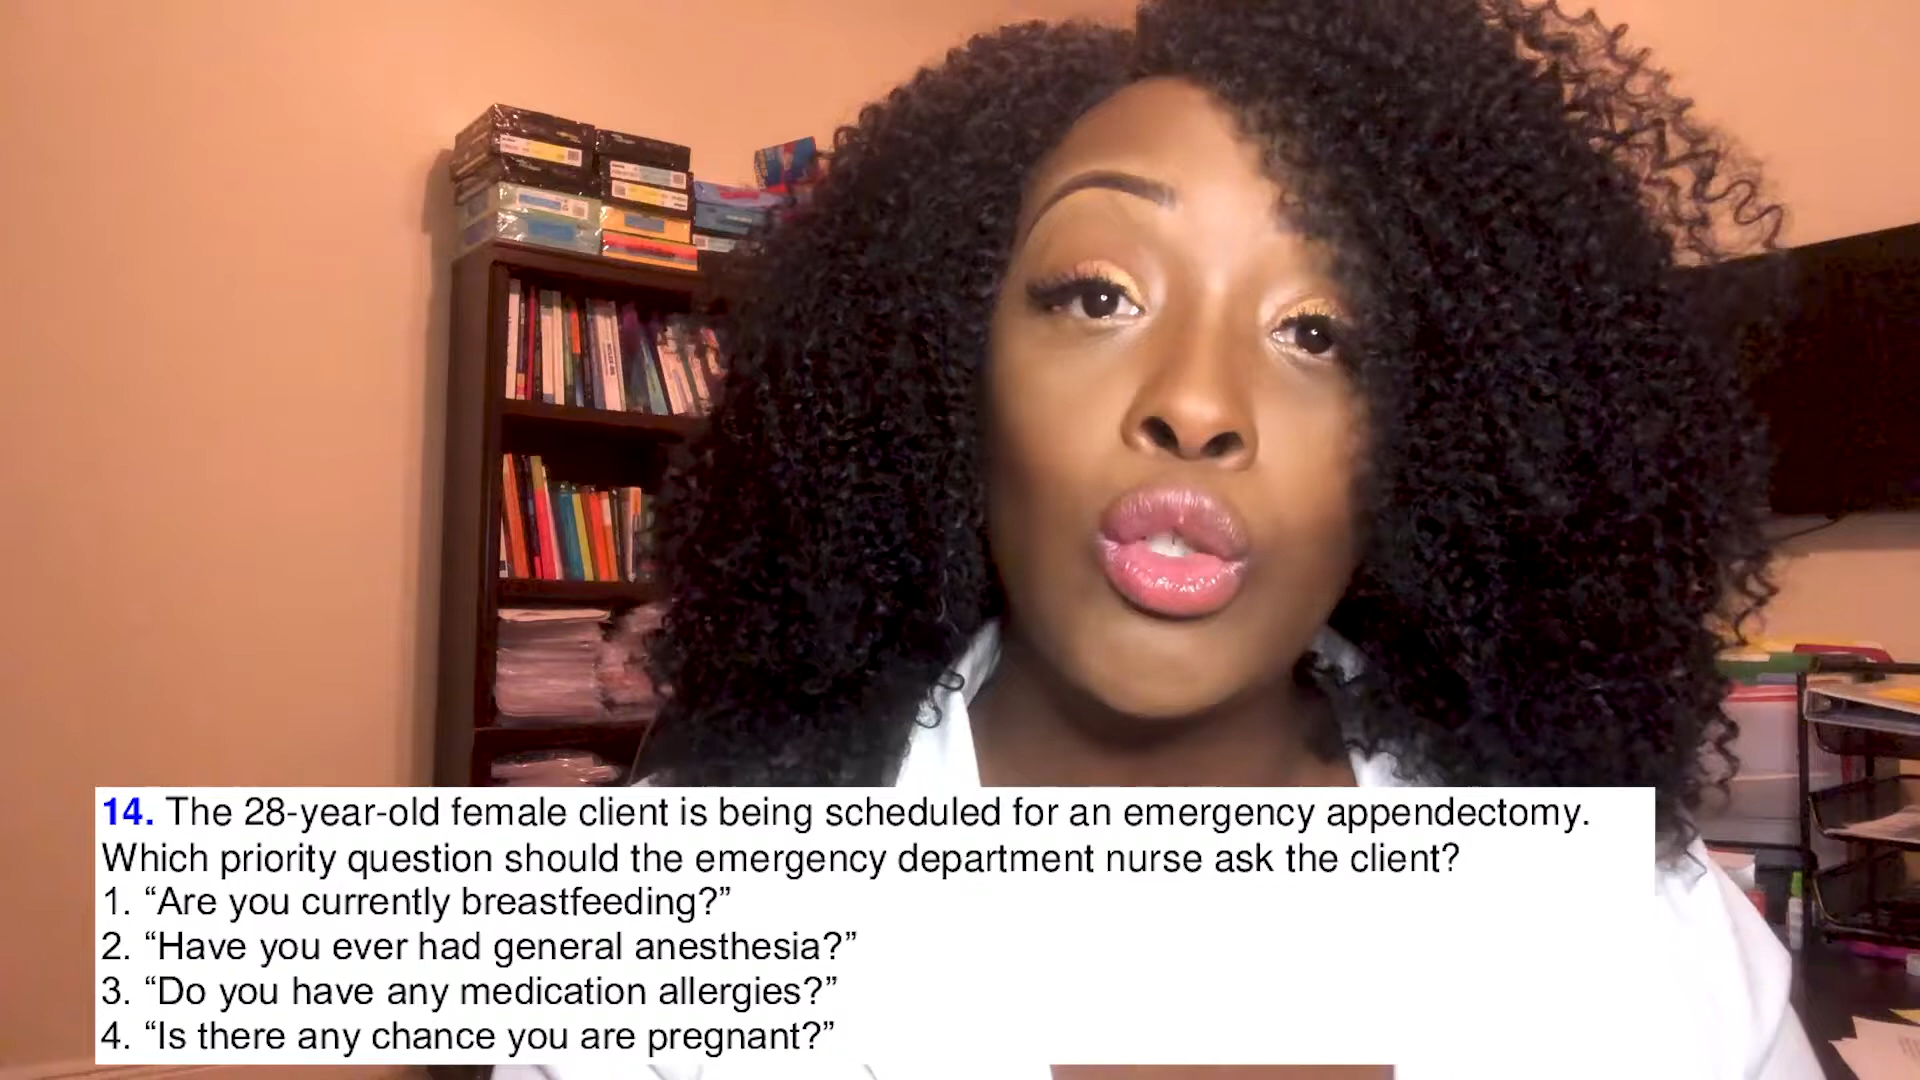 14. The 28-year-old female client is being scheduled for an emergency appendectomy.
Which priority question should the emergency department nurse ask the client?
1. “Are you currently breastfeeding?”
2. “Have you ever had general anesthesia?”
3. “Do you have any medication allergies?”
4. “Is there any chance you are pregnant?”